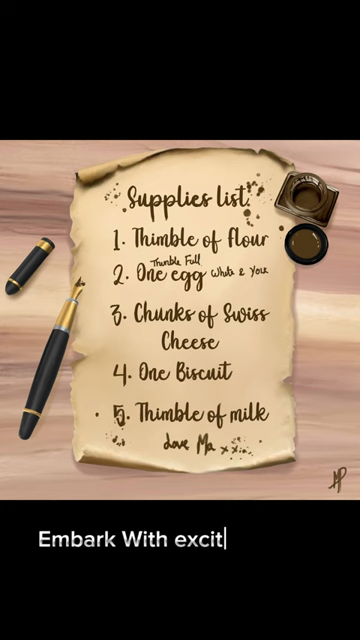 Supplies list.
1. Thimble of flour
Thimble Full
2. One egg White & Yolk
3. Chunks of Swiss
Cheese
4. One Biscuit
5. Thimble of milk
Love Ma x x
Embark With excit